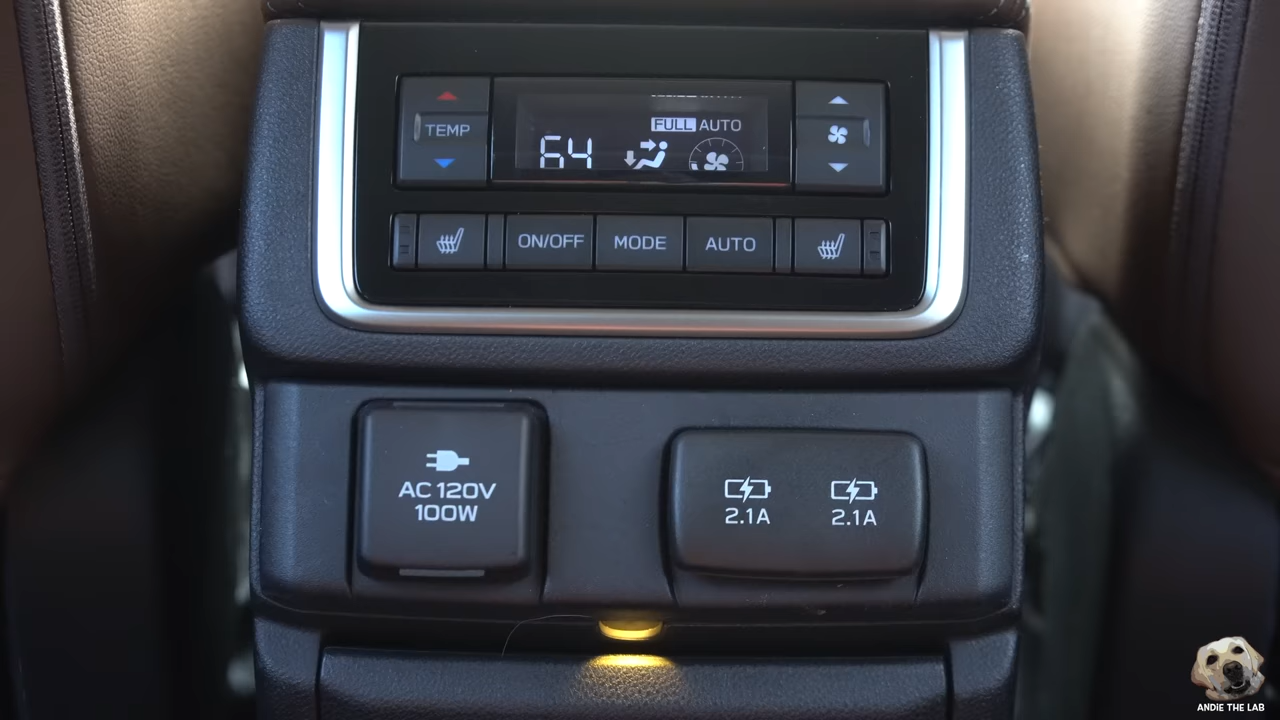 FULL AUTO
TEMP
64
ON/OFF
MODE
AUTO
AC 120V
100W
2.1A
2.1A
ANDIE THE LAB